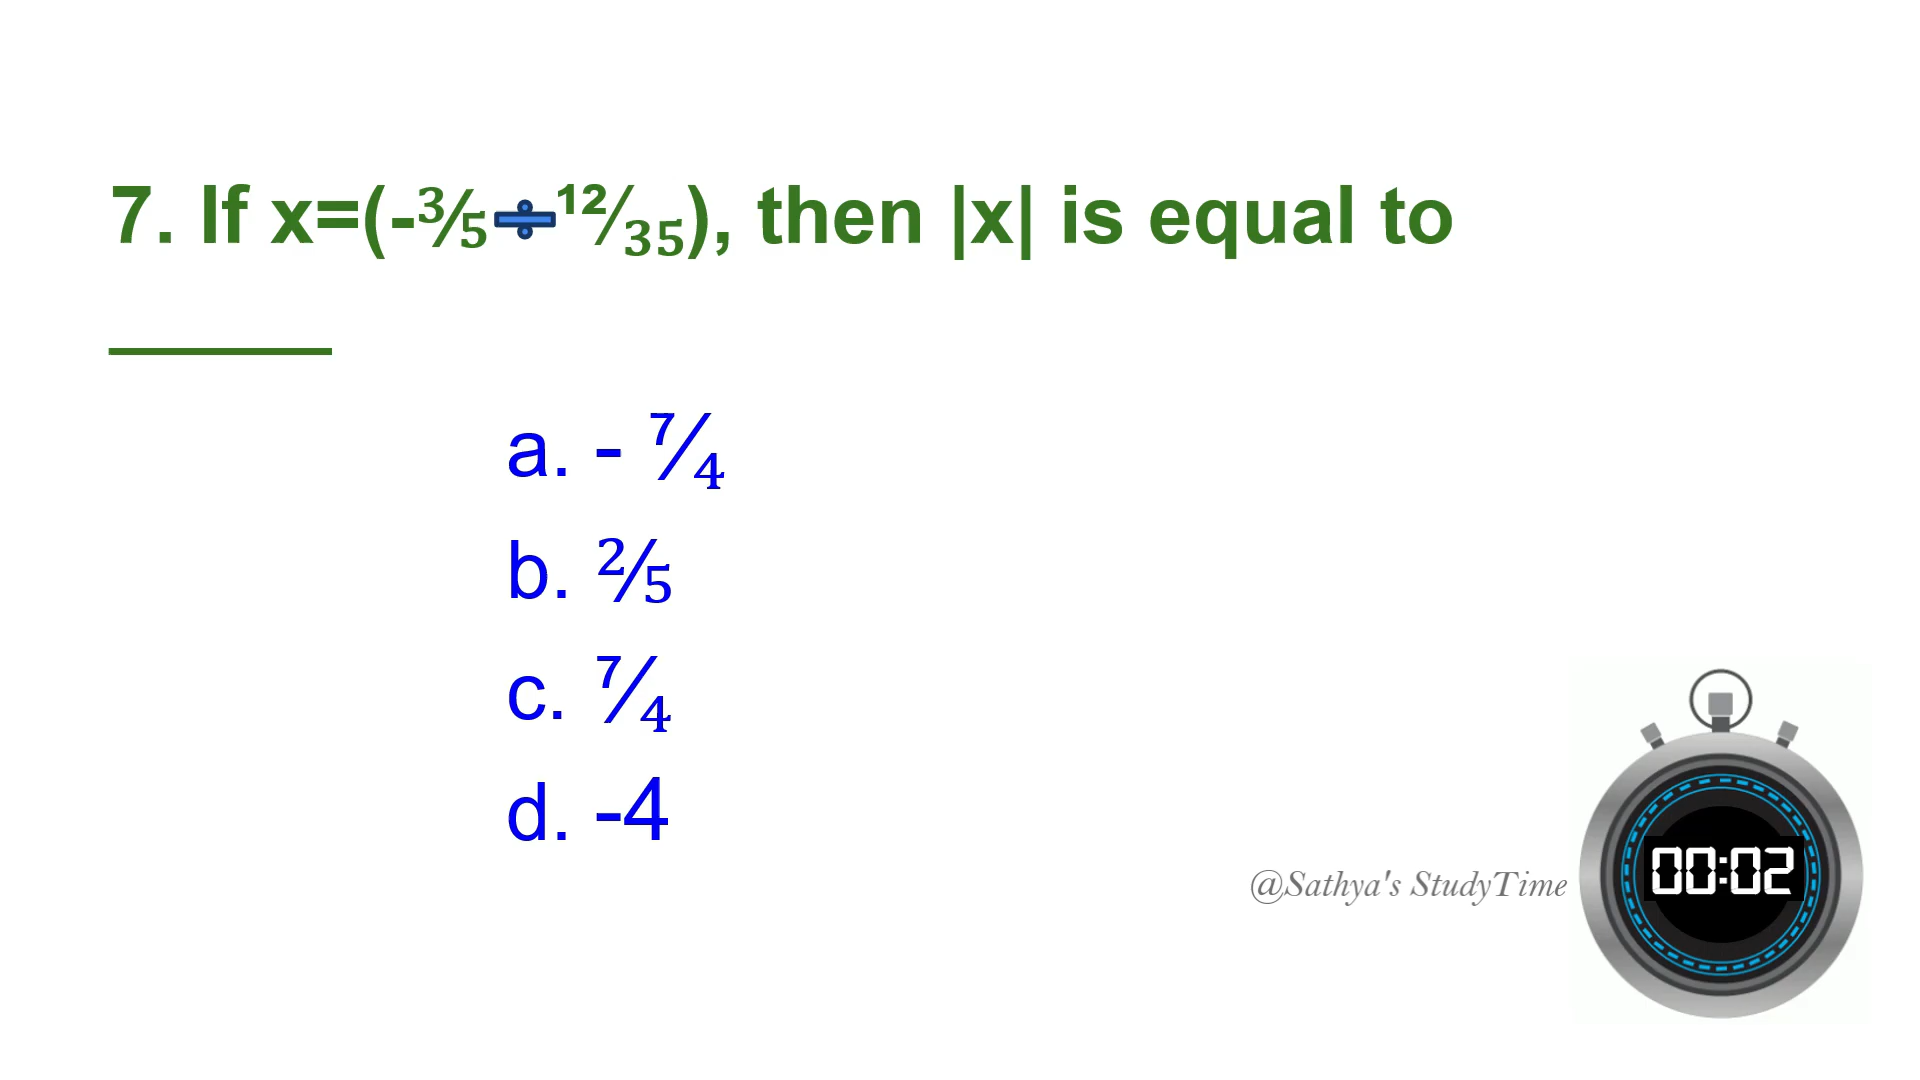 7. If x=(-⅗÷¹²⁄₃₅), then |x| is equal to
______
a. - ⁷⁄₄
b. ⅖
c. ⁷⁄₄
d. -4
@Sathya's StudyTime
00:02